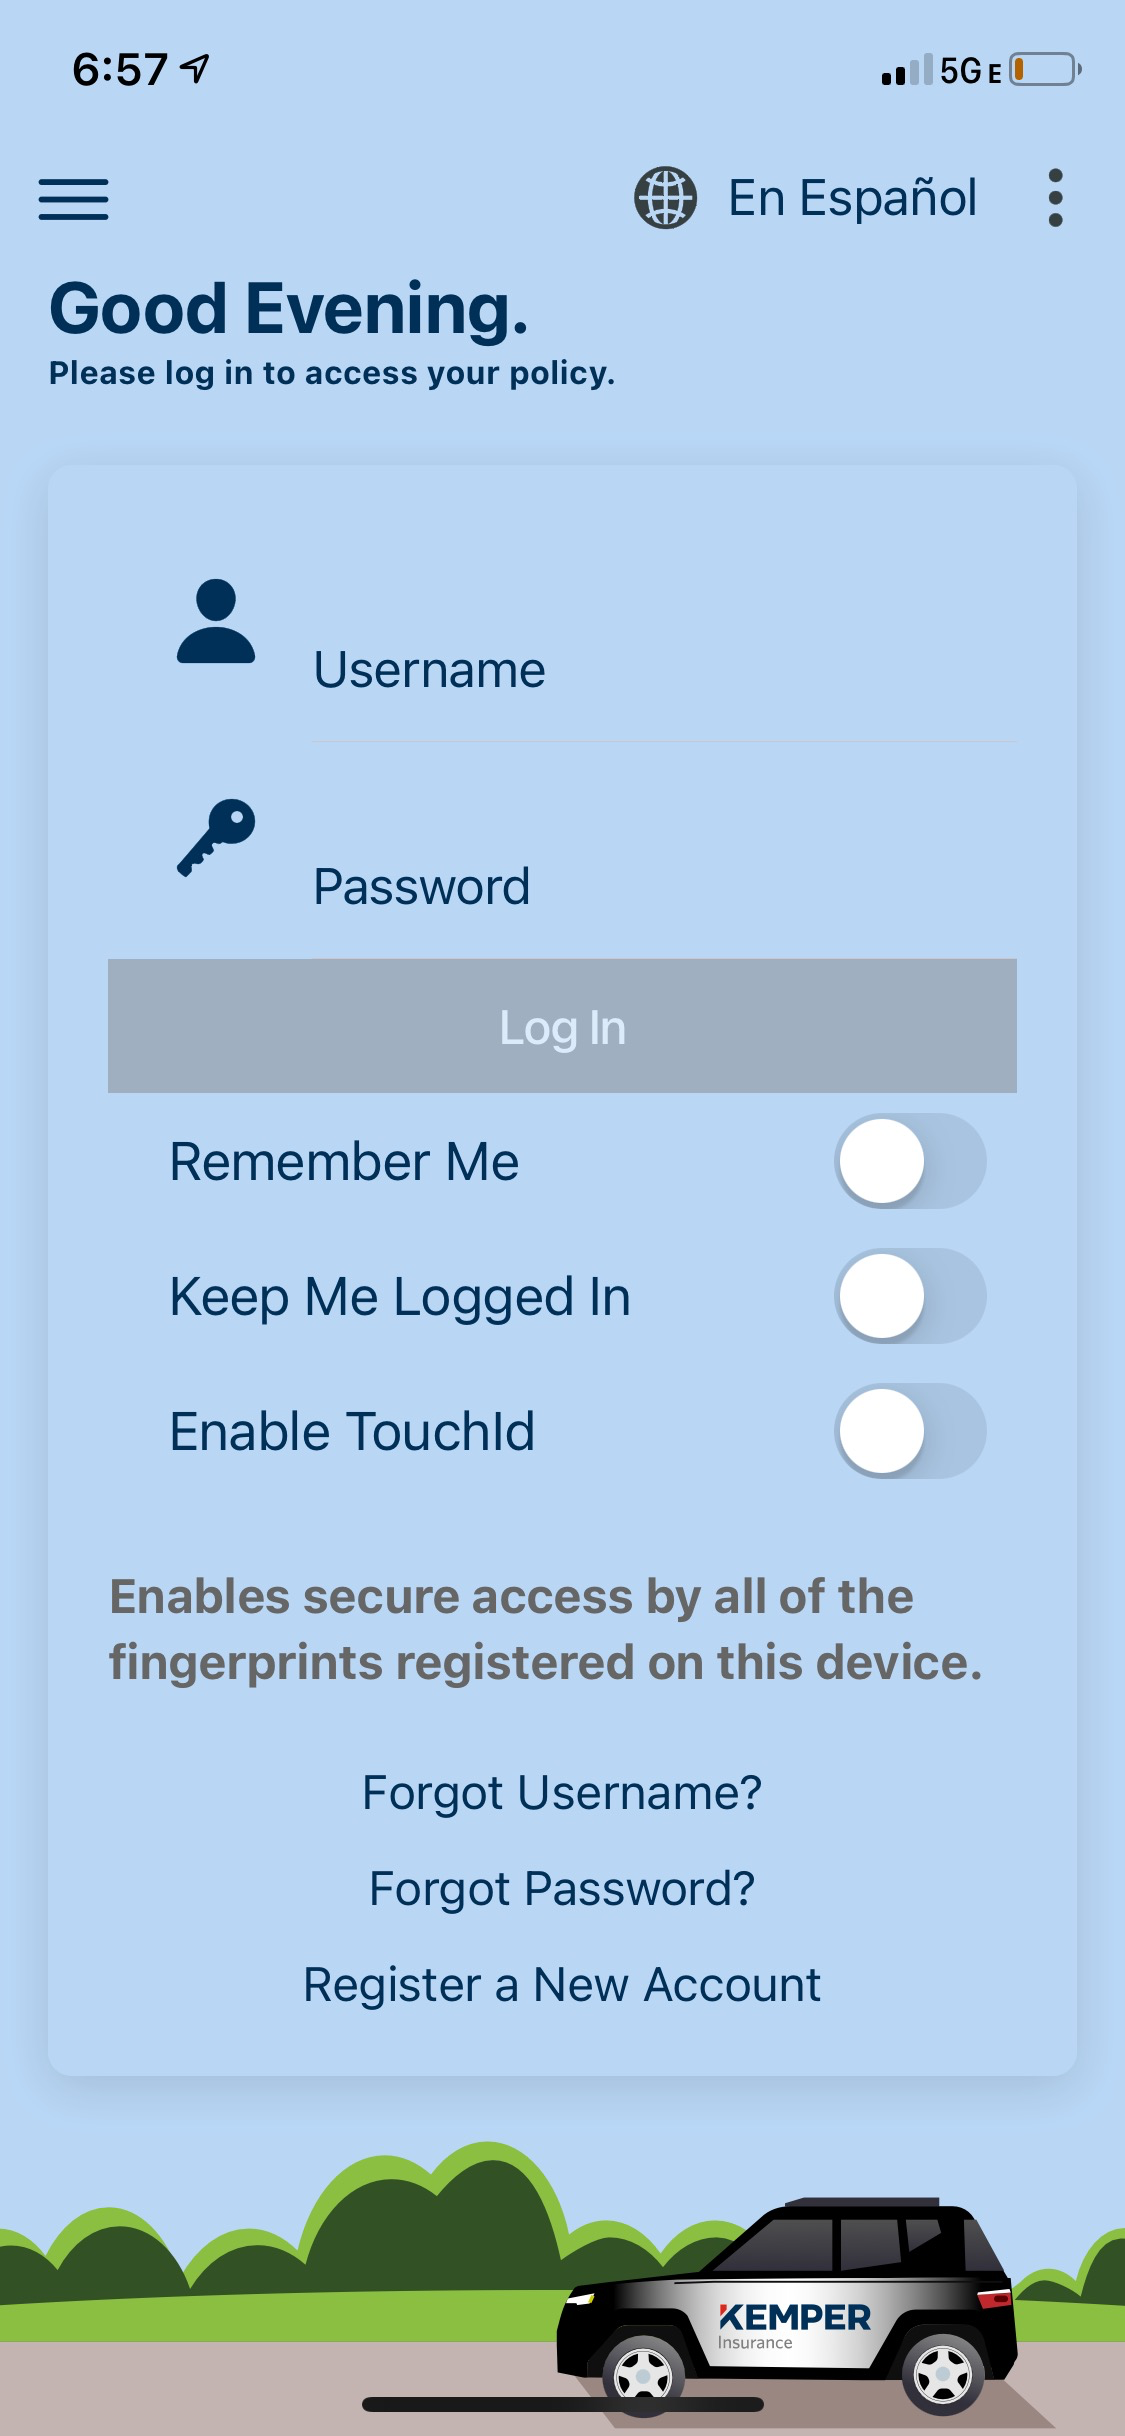 6:57
5G E
En Español
Good Evening.
Please log in to access your policy.
Username
Password
Log In
Remember Me
Keep Me Logged In
Enable TouchId
Enables secure access by all of the
fingerprints registered on this device.
Forgot Username?
Forgot Password?
Register a New Account
KEMPER
Insurance